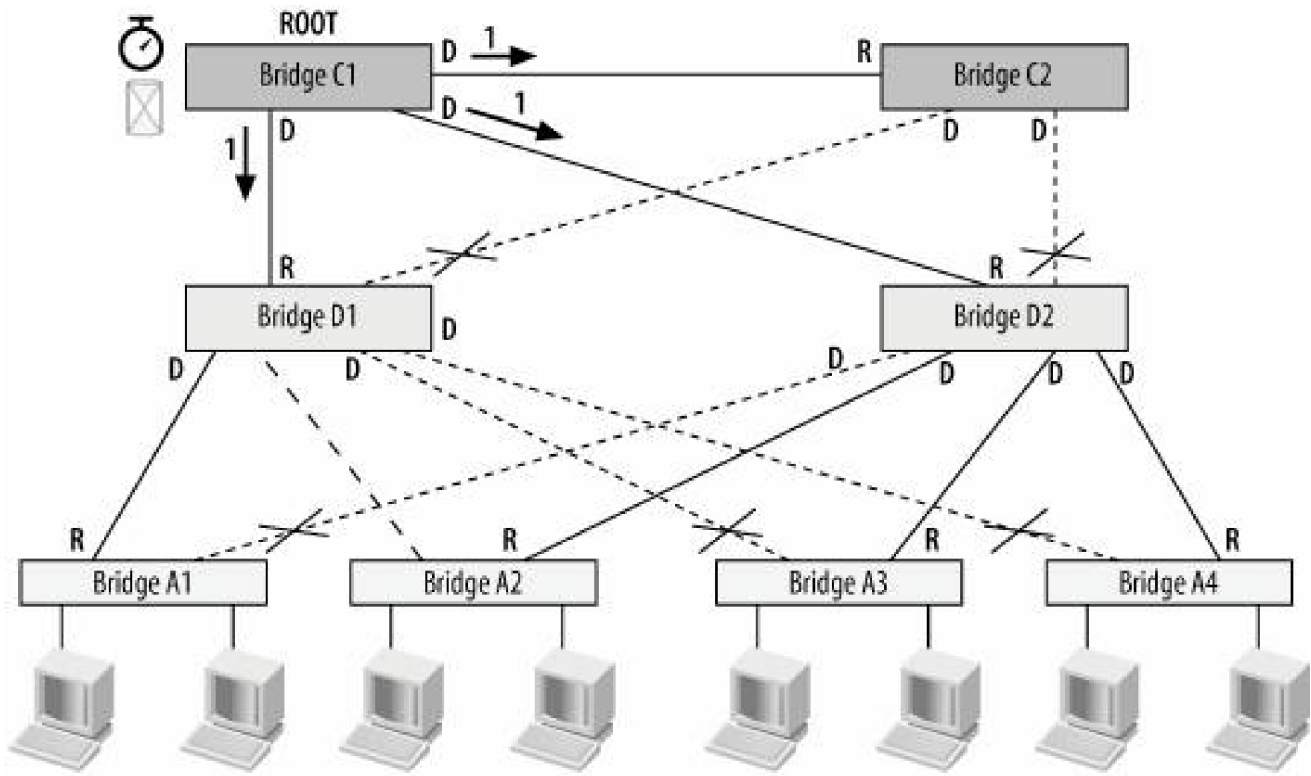 ROOT
Bridge C1
D 1
R
Bridge C2
D 1
D
1
D D
R
R
Bridge D1
D
Bridge D2
D
D
D
D
D
D
R
R
R
R
Bridge A1
Bridge A2
Bridge A3
Bridge A4